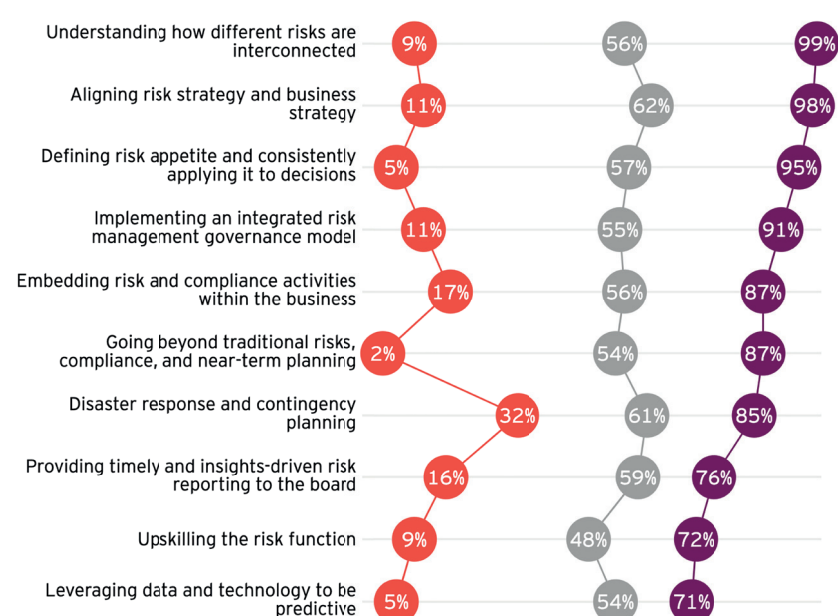 Understanding how different risks are
interconnected
9% 56% 99%
Aligning risk strategy and business
strategy
11% 62% 98%
Defining risk appetite and consistently
applying it to decisions
5% 57% 95%
Implementing an integrated risk
management governance model
11% 55% 91%
Embedding risk and compliance activities
within the business
17% 56% 87%
Going beyond traditional risks,
compliance, and near-term planning
2% 54% 87%
Disaster response and contingency
planning
32% 61% 85%
Providing timely and insights-driven risk
reporting to the board
16% 59% 76%
Upskilling the risk function
9% 48% 72%
Leveraging data and technology to be
predictive
5% 54% 71%